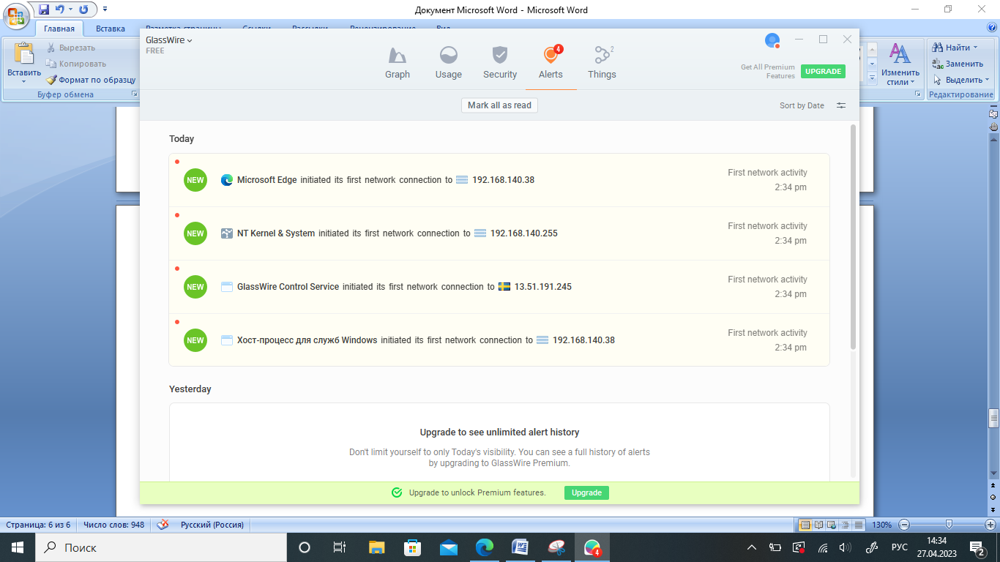 Документ Microsoft Word - Microsoft Word
Главная Вставка Разметка страницы Ссылки Рассылки Рецензирование Вид
Вставить
Вырезать
Копировать
Формат по образцу
Буфер обмена
Изменить стили
Найти
Заменить
Выделить
Редактирование
GlassWire
FREE
Graph
Usage
Security
4
Alerts
2
Things
Get All Premium
Features
UPGRADE
Mark all as read
Sort by Date
Today
NEW Microsoft Edge initiated its first network connection to 192.168.140.38
First network activity
2:34 pm
NEW NT Kernel & System initiated its first network connection to 192.168.140.255
First network activity
2:34 pm
NEW GlassWire Control Service initiated its first network connection to 13.51.191.245
First network activity
2:34 pm
NEW Хост-процесс для служб Windows initiated its first network connection to 192.168.140.38
First network activity
2:34 pm
Yesterday
Upgrade to see unlimited alert history
Don't limit yourself to only Today's visibility. You can see a full history of alerts
by upgrading to GlassWire Premium.
Upgrade to unlock Premium features.
Upgrade
Страница: 6 из 6 Число слов: 948 Русский (Россия)
130%
Поиск
4
РУС
14:34
27.04.2023
2